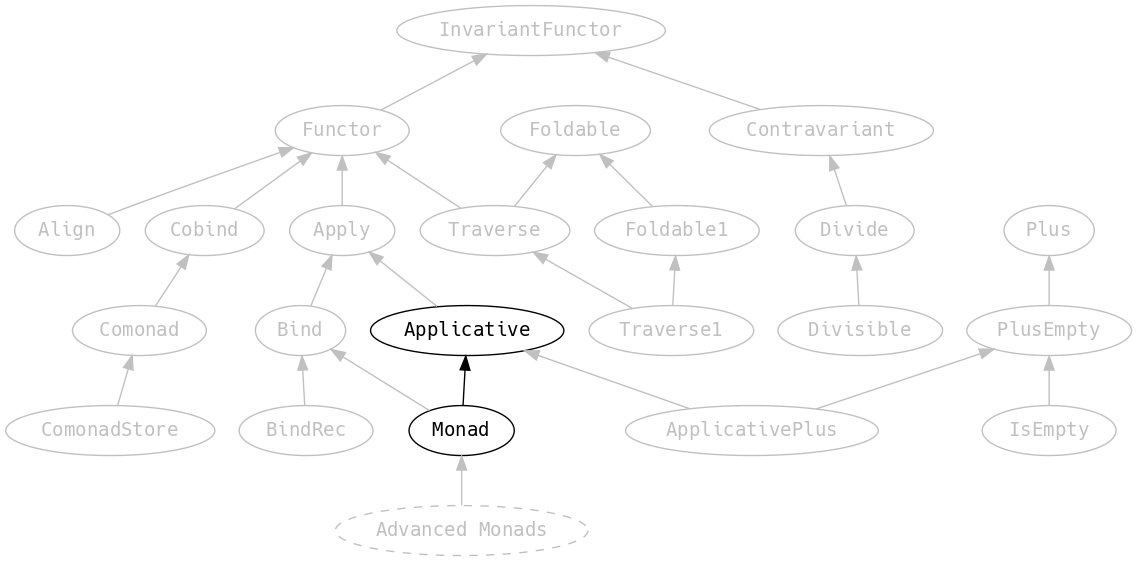 InvariantFunctor
Functor
Foldable
Contravariant
Align
Cobind
Apply
Traverse
Foldable1
Divide
Plus
Comonad
Bind
Applicative
Traverse1
Divisible
PlusEmpty
ComonadStore
BindRec
Monad
ApplicativePlus
IsEmpty
Advanced Monads